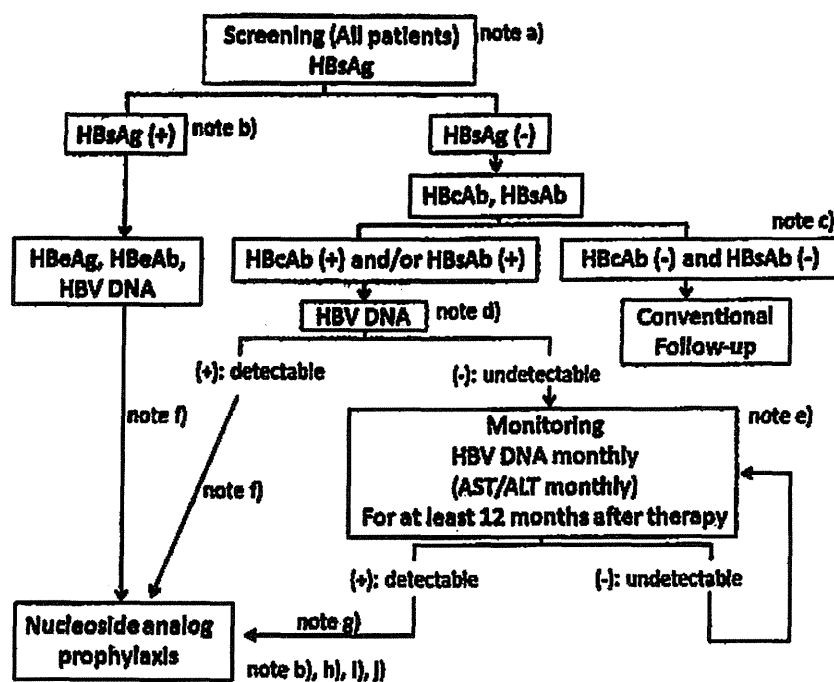 Screening (All patients)
HBsAg
note a)
HBsAg (+)
note b)
HBsAg (-)
HBcAb, HBsAb
note c)
HBeAg, HBeAb,
HBV DNA
HBcAb (+) and/or HBsAb (+)
HBcAb (-) and HBsAb (-)
HBV DNA
note d)
Conventional
Follow-up
(+): detectable
(-): undetectable
note f)
note f)
Monitoring
HBV DNA monthly
(AST/ALT monthly)
For at least 12 months after therapy
note e)
(+): detectable
(-): undetectable
Nucleoside analog
prophylaxis
note g)
note b), h), i), j)